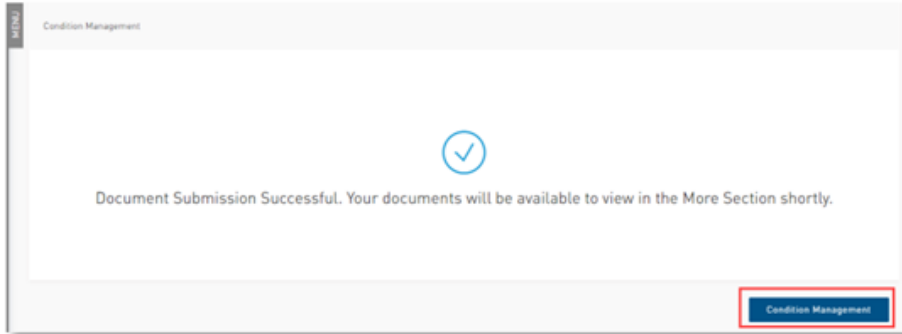 MENU
Condition Management
Document Submission Successful. Your documents will be available to view in the More Section shortly.
Condition Management